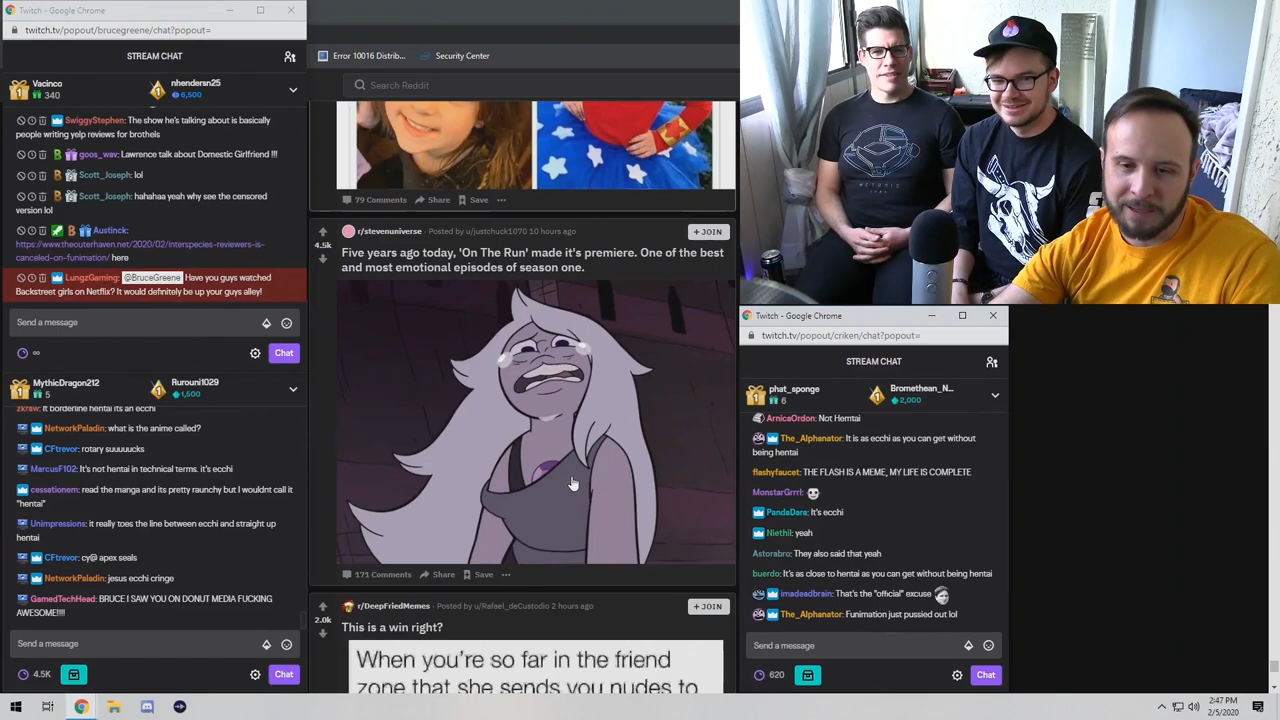 Twitch - Google Chrome
twitch.tv/popout/brucegreene/chat?popout=
STREAM CHAT
Vacinco
340
nhensleren25
6,500
SwiggyStephen: The show he's talking about is basically
people writing yelp reviews for brothels
goos_wav: Lawrence talk about Domestic Girlfriend !!!
Scott_Joseph: lol
Scott_Joseph: hahahaa yeah why see the censored
version lol
Austinck:
https://www.theouterhaven.net/2020/02/interspecies-reviewers-is-
canceled-on-funimation/ here
LungzGaming: @BruceGreene Have you guys watched
Backstreet girls on Netflix? It would definitely be up your guys alley!
Send a message
∞
Chat
MythicDragon212
5
Rurouni1029
1,500
zkraw: It borderline hentai its an ecchi
NetworkPaladin: what is the anime called?
CFtrevor: rotary suuuuucks
MarcusF102: It's not hentai in technical terms. it's ecchi
cessationem: read the manga and its pretty raunchy but I wouldnt call it
"hentai"
Unimpressions: it really toes the line between ecchi and straight up
hentai
CFtrevor: cy@ apex seals
NetworkPaladin: jesus ecchi cringe
GamedTechHead: BRUCE I SAW YOU ON DONUT MEDIA FUCKING
AWESOME!!!!
Send a message
4.5K
Chat
Error 10016 Distrib...
Security Center
Search Reddit
79 Comments
Share
Save
4.5k
r/stevenuniverse
Posted by u/justchuck1070 10 hours ago
+ JOIN
Five years ago today, 'On The Run' made it's premiere. One of the best
and most emotional episodes of season one.
171 Comments
Share
Save
2.0k
r/DeepFriedMemes
Posted by u/Rafael_daCustodio 2 hours ago
+ JOIN
This is a win right?
When you're so far in the friend
zone that she sends you nudes to
Twitch - Google Chrome
twitch.tv/popout/criken/chat?popout=
STREAM CHAT
phat_sponge
6
Bromethean_N...
2,000
ArnicaOrdon: Not Hemtai
The_Alphanator: It is as ecchi as you can get without
being hentai
flashyfaucet: THE FLASH IS A MEME, MY LIFE IS COMPLETE
MonstarGrrrl:
PandaDara: It's ecchi
Niethil: yeah
Astorabro: They also said that yeah
buerdo: It's as close to hentai as you can get without being hentai
imadeadbrain: That's the "official" excuse
The_Alphanator: Funimation just pussied out lol
Send a message
620
Chat
2:47 PM
2/5/2020